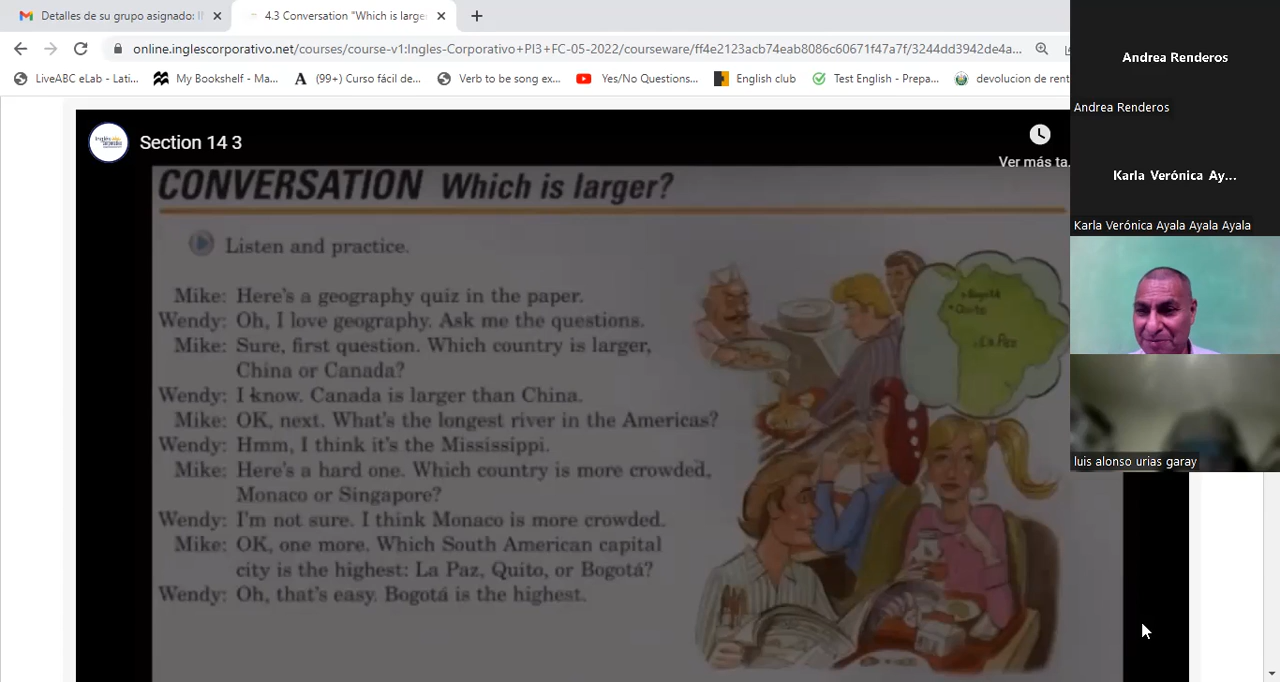 Detalles de su grupo asignado: I
4.3 Conversation "Which is large
online.inglescorporativo.net/courses/course-v1:Ingles-Corporativo+PI3+FC-05-2022/courseware/ff4e2123acb74eab8086c60671f47a7f/3244dd3942de4a...
LiveABC eLab - Lati...
My Bookshelf - Ma...
(99+) Curso fácil de...
Verb to be song ex...
Yes/No Questions...
English club
Test English - Prepa...
devolucion de rent
Section 14 3
Ver más ta.
CONVERSATION Which is larger?
Listen and practice.
Mike: Here's a geography quiz in the paper.
Wendy: Oh, I love geography. Ask me the questions.
Mike: Sure, first question. Which country is larger,
China or Canada?
Wendy: I know. Canada is larger than China.
Mike: OK, next. What's the longest river in the Americas?
Wendy: Hmm, I think it's the Mississippi.
Mike: Here's a hard one. Which country is more crowded,
Monaco or Singapore?
Wendy: I'm not sure. I think Monaco is more crowded.
Mike: OK, one more. Which South American capital
city is the highest: La Paz, Quito, or Bogotá?
Wendy: Oh, that's easy. Bogotá is the highest.
Bogotá
Quito
La Paz
Andrea Renderos
Andrea Renderos
Karla Verónica Ay...
Karla Verónica Ayala Ayala Ayala
luis alonso urias garay